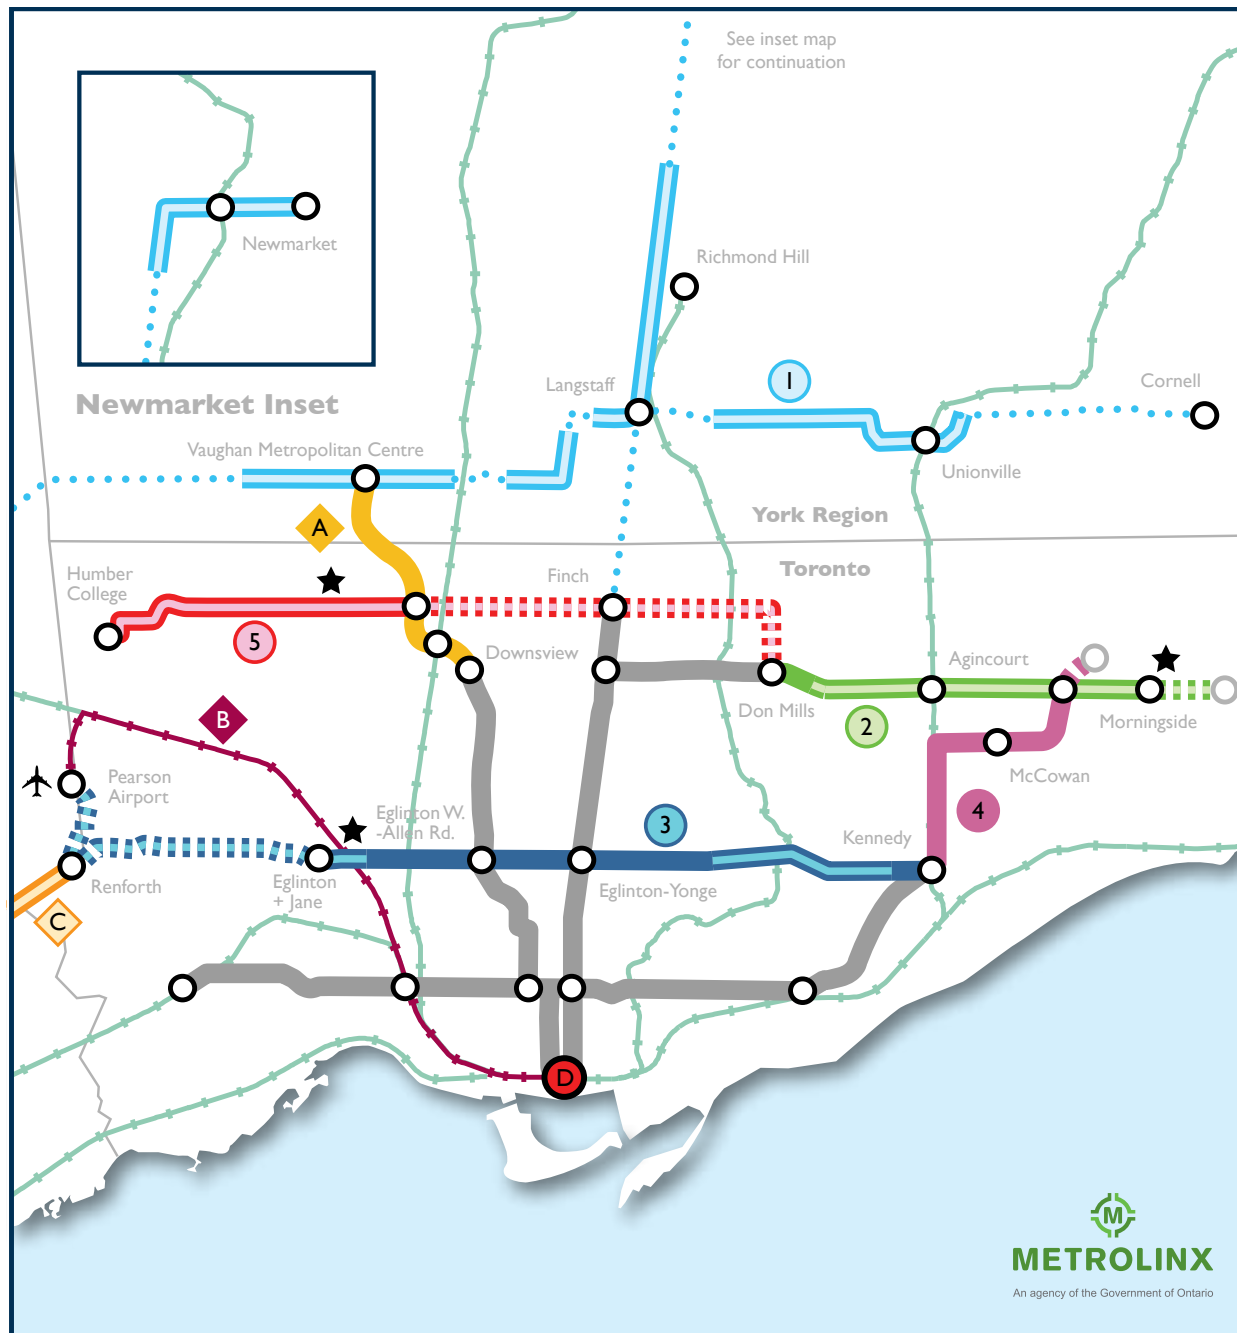 See inset map
for continuation
Newmarket
Richmond Hill
Langstaff
1
Cornell
Newmarket Inset
Vaughan Metropolitan Centre
Unionville
York Region
A
Toronto
Humber
College
Finch
5
Downsview
Agincourt
B
Don Mills
2
Morningside
Pearson
Airport
McCowan
Eglinton W.
-Allen Rd.
3
4
Kennedy
Renforth
Eglinton
+ Jane
Eglinton-Yonge
C
D
M
METROLINX
An agency of the Government of Ontario